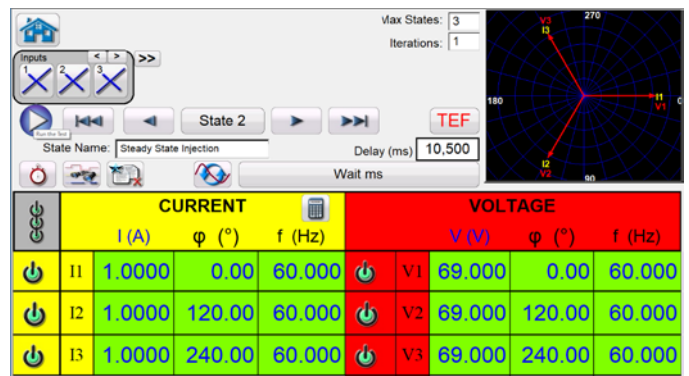 Max States: 3
Iterations: 1
Inputs < > >>
1 2 3
State 2 TEF
Run the Test
State Name: Steady State Injection Delay (ms) 10,500
Wait ms
V3 270
I3
180 I1 0
V1
I2
V2 90
CURRENT VOLTAGE
I (A) φ (°) f (Hz) V (V) φ (°) f (Hz)
I1 1.0000 0.00 60.000 V1 69.000 0.00 60.000
I2 1.0000 120.00 60.000 V2 69.000 120.00 60.000
I3 1.0000 240.00 60.000 V3 69.000 240.00 60.000